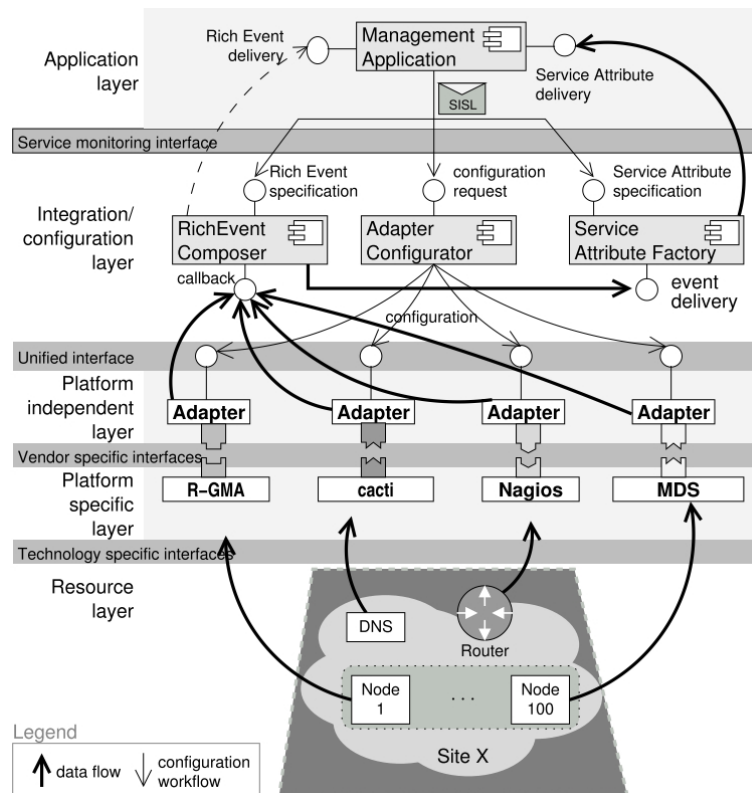 Rich Event
delivery
Management
Application
Application
layer
Service Attribute
delivery
SISL
Service monitoring interface
Rich Event
specification
configuration
request
Service Attribute
specification
Integration/
configuration
layer
RichEvent
Composer
Adapter
Configurator
Service
Attribute Factory
callback
event
delivery
configuration
Unified interface
Platform
independent
layer
Adapter
Adapter
Adapter
Adapter
Vendor specific interfaces
Platform
specific
layer
R-GMA
cacti
Nagios
MDS
Technology specific interfaces
Resource
layer
DNS
Router
Node
1
. . .
Node
100
Site X
Legend
data flow
configuration
workflow